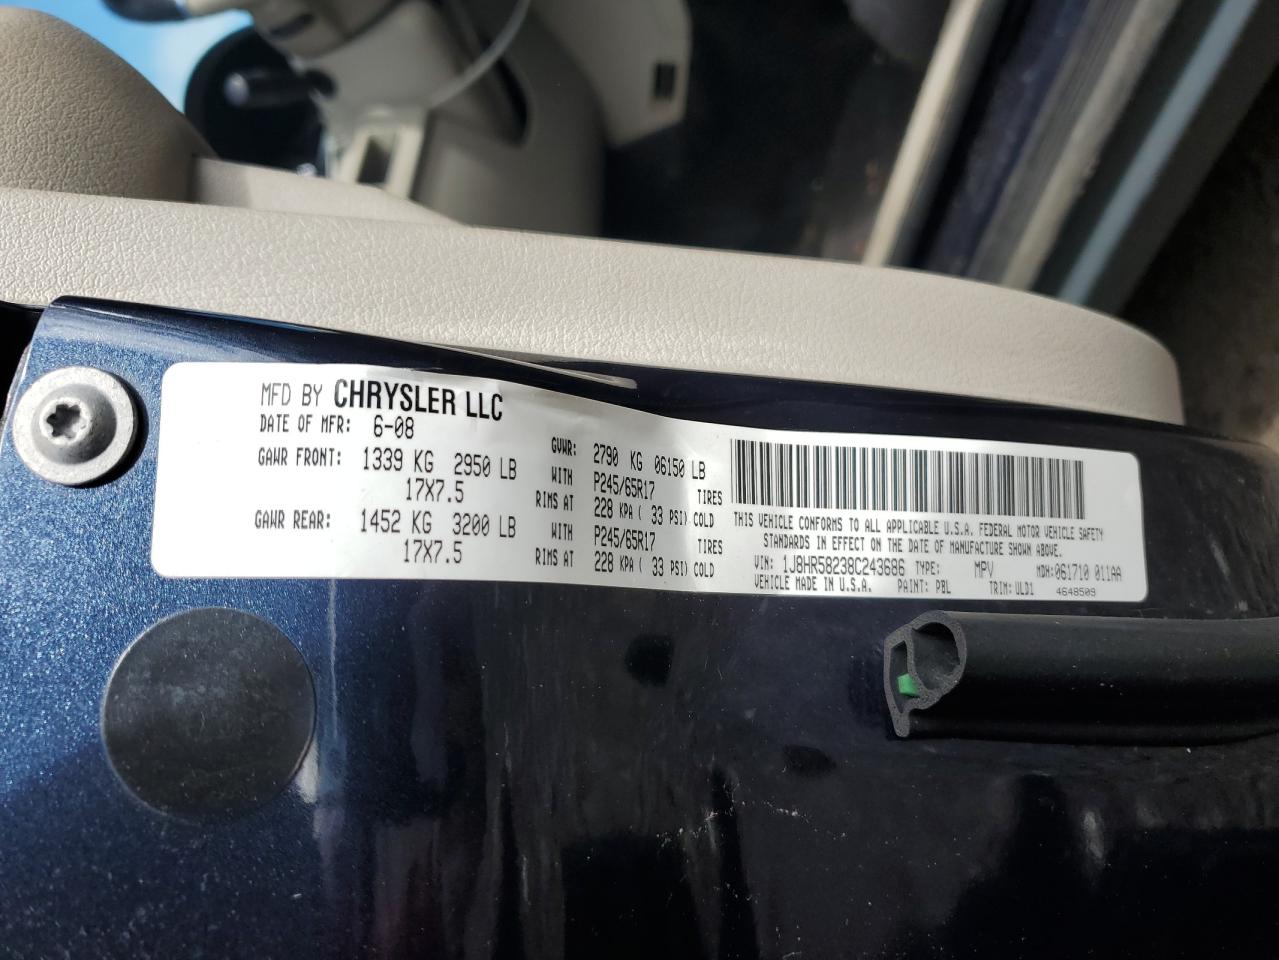 MFD BY CHRYSLER LLC
DATE OF MFR: 6-08
GAWR FRONT: 1339 KG 2950 LB
17X7.5
GAWR REAR: 1452 KG 3200 LB
17X7.5
GVWR: 2790 KG 06150 LB
WITH P245/65R17 TIRES
RIMS AT 228 KPA ( 33 PSI) COLD
WITH P245/65R17 TIRES
RIMS AT 228 KPA ( 33 PSI) COLD
THIS VEHICLE CONFORMS TO ALL APPLICABLE U.S.A. FEDERAL MOTOR VEHICLE SAFETY
STANDARDS IN EFFECT ON THE DATE OF MANUFACTURE SHOWN ABOVE.
VIN: 1J8HR58238C243686 TYPE: MPV MDH: 061710 011AA
VEHICLE MADE IN U.S.A. PAINT: PBL TRIM: ULD1 4648509